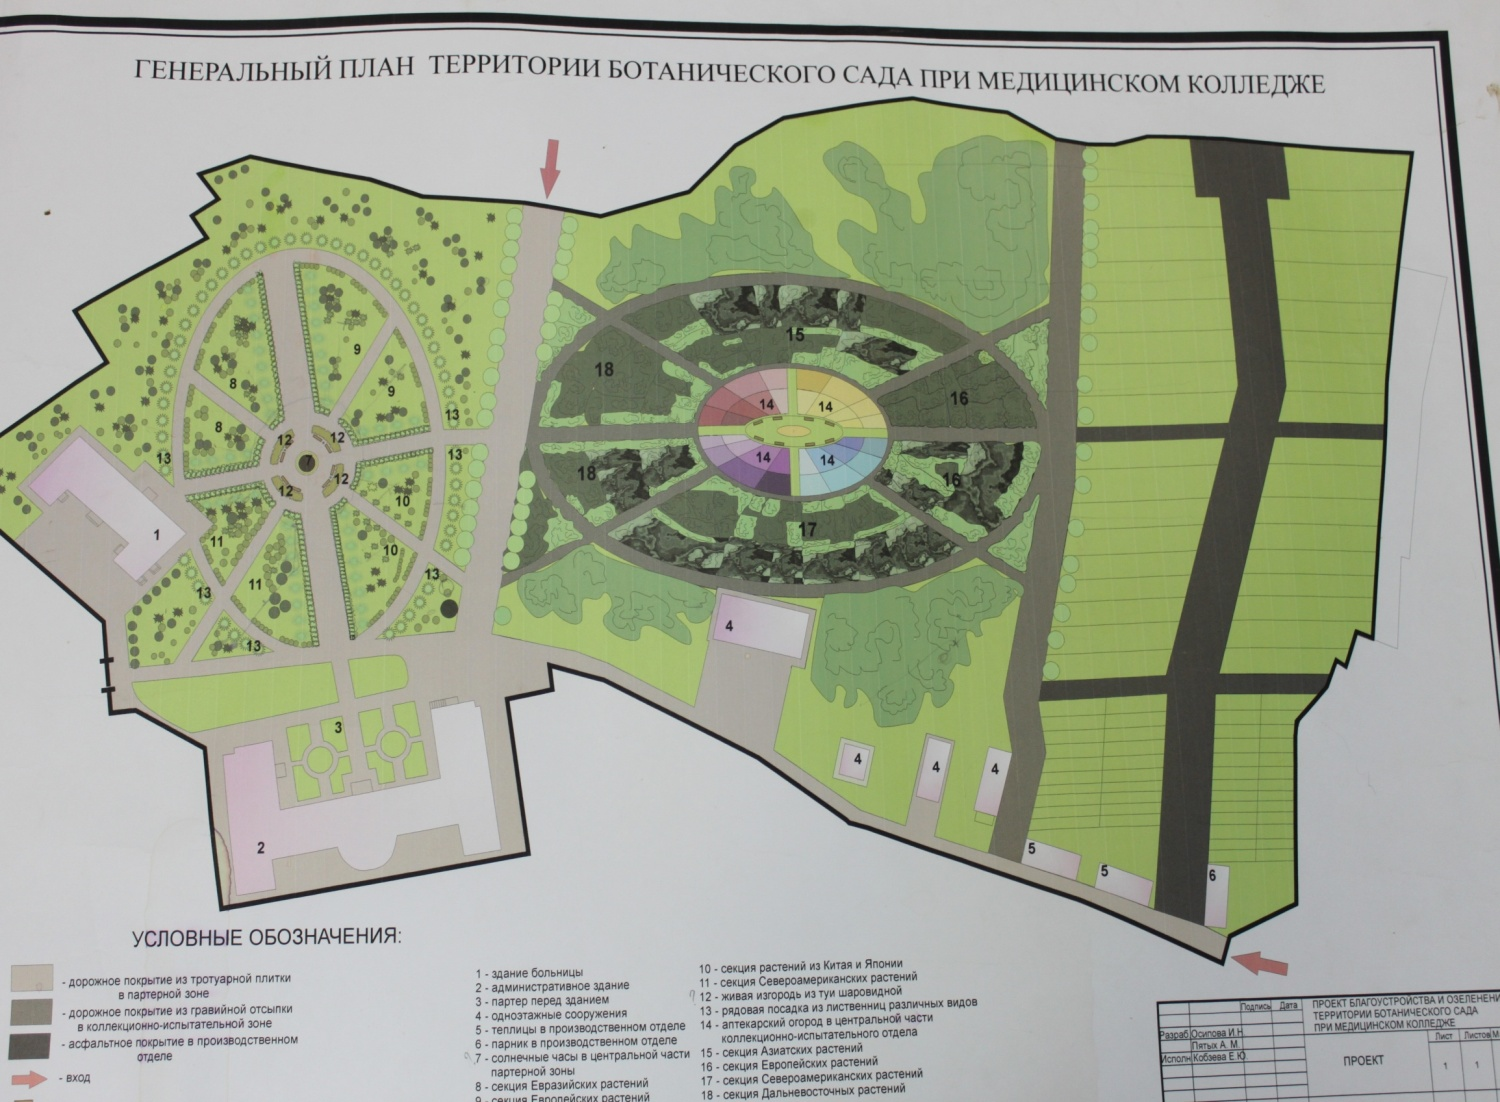 ГЕНЕРАЛЬНЫЙ ПЛАН ТЕРРИТОРИИ БОТАНИЧЕСКОГО САДА ПРИ МЕДИЦИНСКОМ КОЛЛЕДЖЕ
15
9
18
8
9
14
14
16
13
8
12
12
13
13
14
14
7
18
16
12
12
10
17
1
11
10
11
13
13
13
4
3
4
4
4
2
5
5
6
УСЛОВНЫЕ ОБОЗНАЧЕНИЯ:
- дорожное покрытие из тротуарной плитки
в партерной зоне
- дорожное покрытие из гравийной отсыпки
в коллекционно-испытательной зоне
- асфальтное покрытие в производственном
отделе
- вход
1 - здание больницы
2 - административное здание
3 - партер перед зданием
4 - одноэтажные сооружения
5 - теплицы в производственном отделе
6 - парник в производственном отделе
7 - солнечные часы в центральной части
партерной зоны
8 - секция Евразийских растений
9 - секция Европейских растений
10 - секция растений из Китая и Японии
11 - секция Североамериканских растений
? 12 - живая изгородь из туи шаровидной
13 - рядовая посадка из лиственниц различных видов
14 - аптекарский огород в центральной части
коллекционно-испытательного отдела
15 - секция Азиатских растений
16 - секция Европейских растений
17 - секция Североамериканских растений
18 - секция Дальневосточных растений
Подпись Дата
Разраб. Осипова И.Н.
Пятых А. М.
Исполн Кобзева Е.Ю.
ПРОЕКТ БЛАГОУСТРОЙСТВА И ОЗЕЛЕНЕНИ
ТЕРРИТОРИИ БОТАНИЧЕСКОГО САДА
ПРИ МЕДИЦИНСКОМ КОЛЛЕДЖЕ
ПРОЕКТ
Лист Листов М
1 1